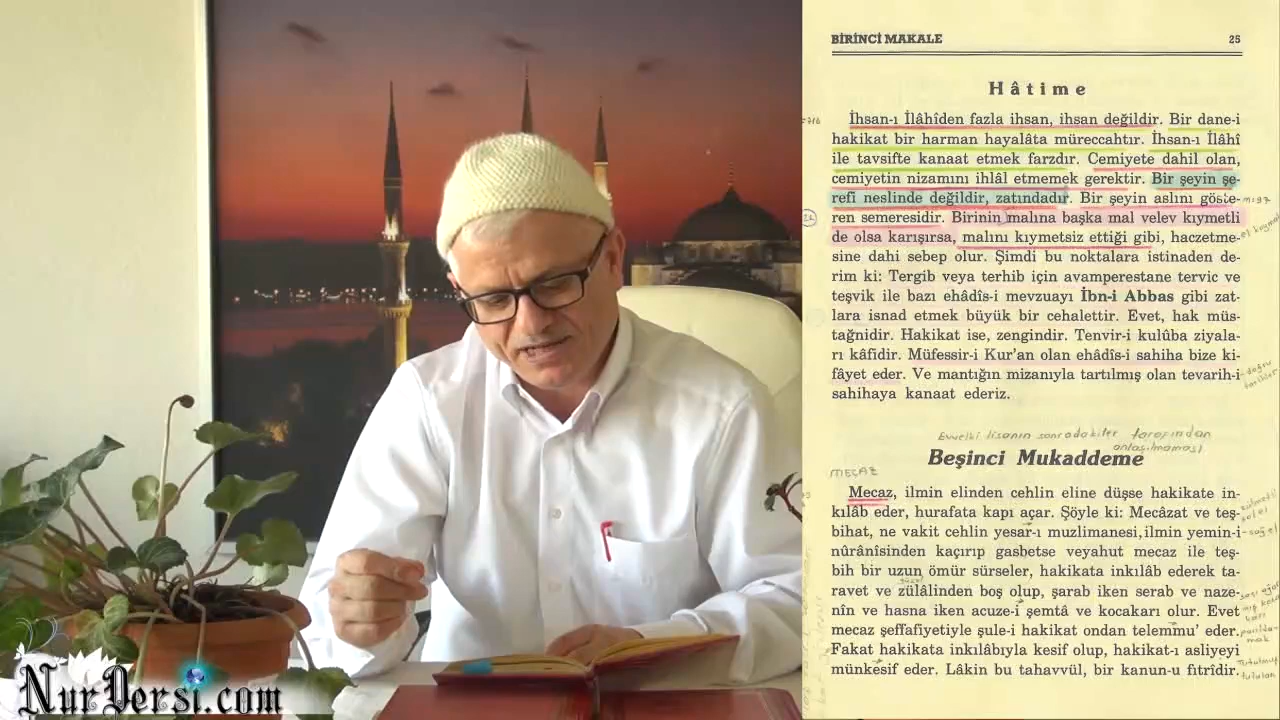 BİRİNCİ MAKALE 25
Hâtime
İhsan-ı İlâhîden fazla ihsan, ihsan değildir. Bir dane-i
hakikat bir harman hayalâta müreccahtır. İhsan-ı İlâhî
ile tavsifte kanaat etmek farzdır. Cemiyete dahil olan,
cemiyetin nizamını ihlâl etmemek gerektir. Bir şeyin şe-
refi neslinde değildir, zatındadır. Bir şeyin aslını göste-
ren semeresidir. Birinin malına başka mal velev kıymetli
de olsa karışırsa, malını kıymetsiz ettiği gibi, haczetme-
sine dahi sebep olur. Şimdi bu noktalara istinaden de-
rim ki: Tergib veya terhib için avamperestane tervic ve
teşvik ile bazı ehâdîs-i mevzuayı İbn-i Abbas gibi zat-
lara isnad etmek büyük bir cehalettir. Evet, hak müs-
tağnidir. Hakikat ise, zengindir. Tenvir-i kulûba ziyala-
rı kâfidir. Müfessir-i Kur'an olan ehâdîs-i sahiha bize ki-
fâyet eder. Ve mantığın mizanıyla tartılmış olan tevarih-i
sahihaya kanaat ederiz.
Evvelki lisanın sonradakiler tarafından
anlaşılmaması
Beşinci Mukaddeme
MECAZ
Mecaz, ilmin elinden cehlin eline düşse hakikate in-
kılâb eder, hurafata kapı açar. Şöyle ki: Mecâzat ve teş-
bihat, ne vakit cehlin yesar-ı muzlimanesi, ilmin yemin-i
nûrânîsinden kaçırıp gasbetse veyahut mecaz ile teş-
bih bir uzun ömür sürseler, hakikata inkılâb ederek ta-
ravet ve zülâlinden boş olup, şarab iken serab ve naze-
nîn ve hasna iken acuze-i şemtâ ve kocakarı olur. Evet
mecaz şeffafiyetiyle şule-i hakikat ondan telemmu' eder.
Fakat hakikata inkılâbıyla kesif olup, hakikat-ı asliyeyi
münkesif eder. Lâkin bu tahavvül, bir kanun-u fıtrîdir.
NurDersi.com